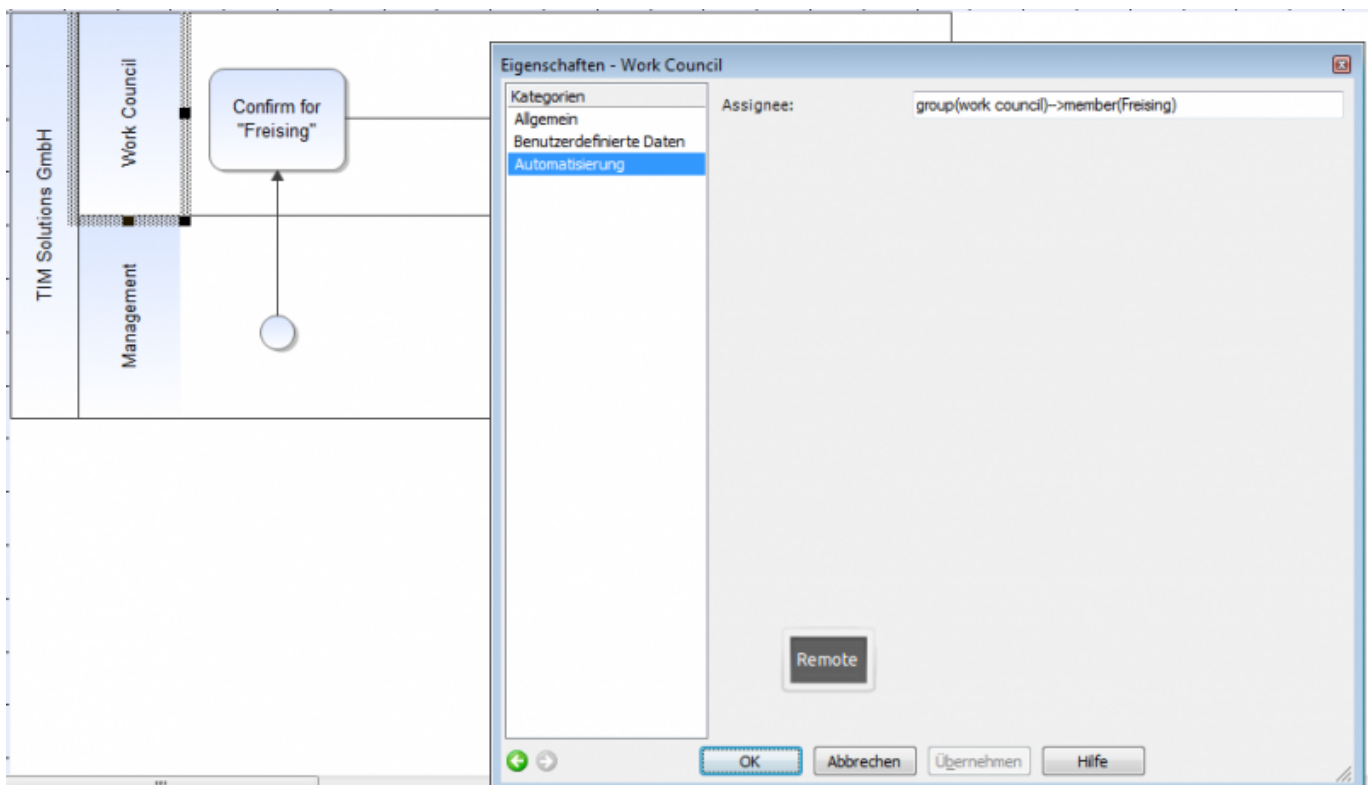 TIM Solutions GmbH
Work Council
Management
Confirm for
"Freising"
Eigenschaften - Work Council
Kategorien
Allgemein
Benutzerdefinierte Daten
Automatisierung
Assignee:
group(work council)-->member(Freising)
Remote
OK
Abbrechen
Übernehmen
Hilfe